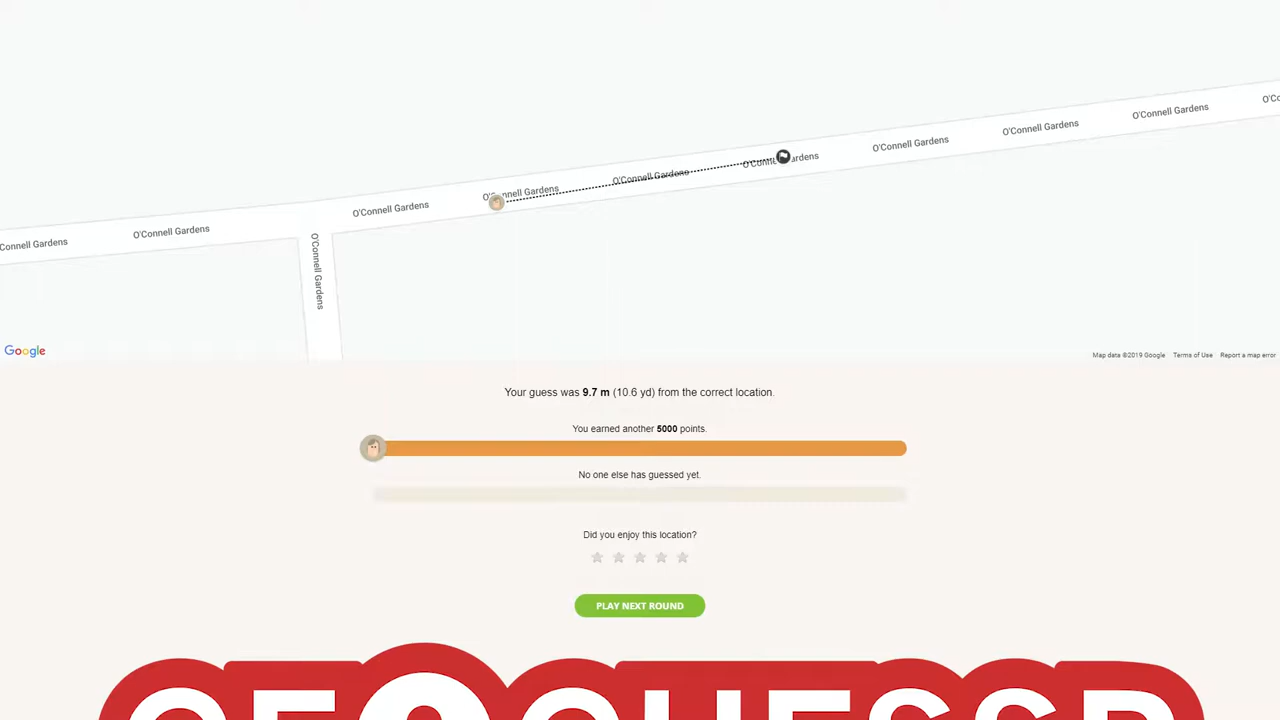 O'Connell Gardens
O'Connell Gardens
O'Connell Gardens
O'Connell Gardens
O'Connell Gardens
O'Connell Gardens
O'Connell Gardens
O'Connell Gardens
Connell Gardens
O'Connell Gardens
Google
Map data ©2019 Google Terms of Use Report a map error
Your guess was 9.7 m (10.6 yd) from the correct location.
You earned another 5000 points.
No one else has guessed yet.
Did you enjoy this location?
PLAY NEXT ROUND
GEOGUESSR